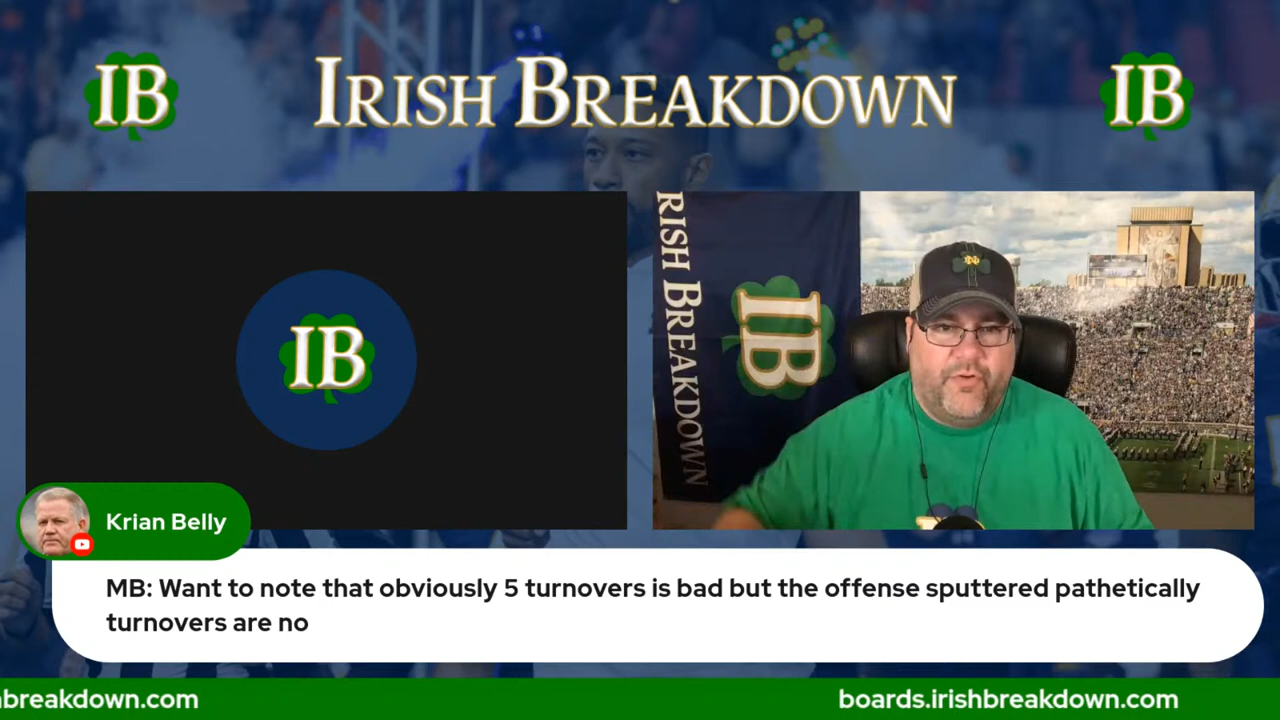 IB
IRISH BREAKDOWN
IB
IB
RISH BREAKDOWN
IB
Krian Belly
MB: Want to note that obviously 5 turnovers is bad but the offense sputtered pathetically
turnovers are no
breakdown.com
boards.irishbreakdown.com